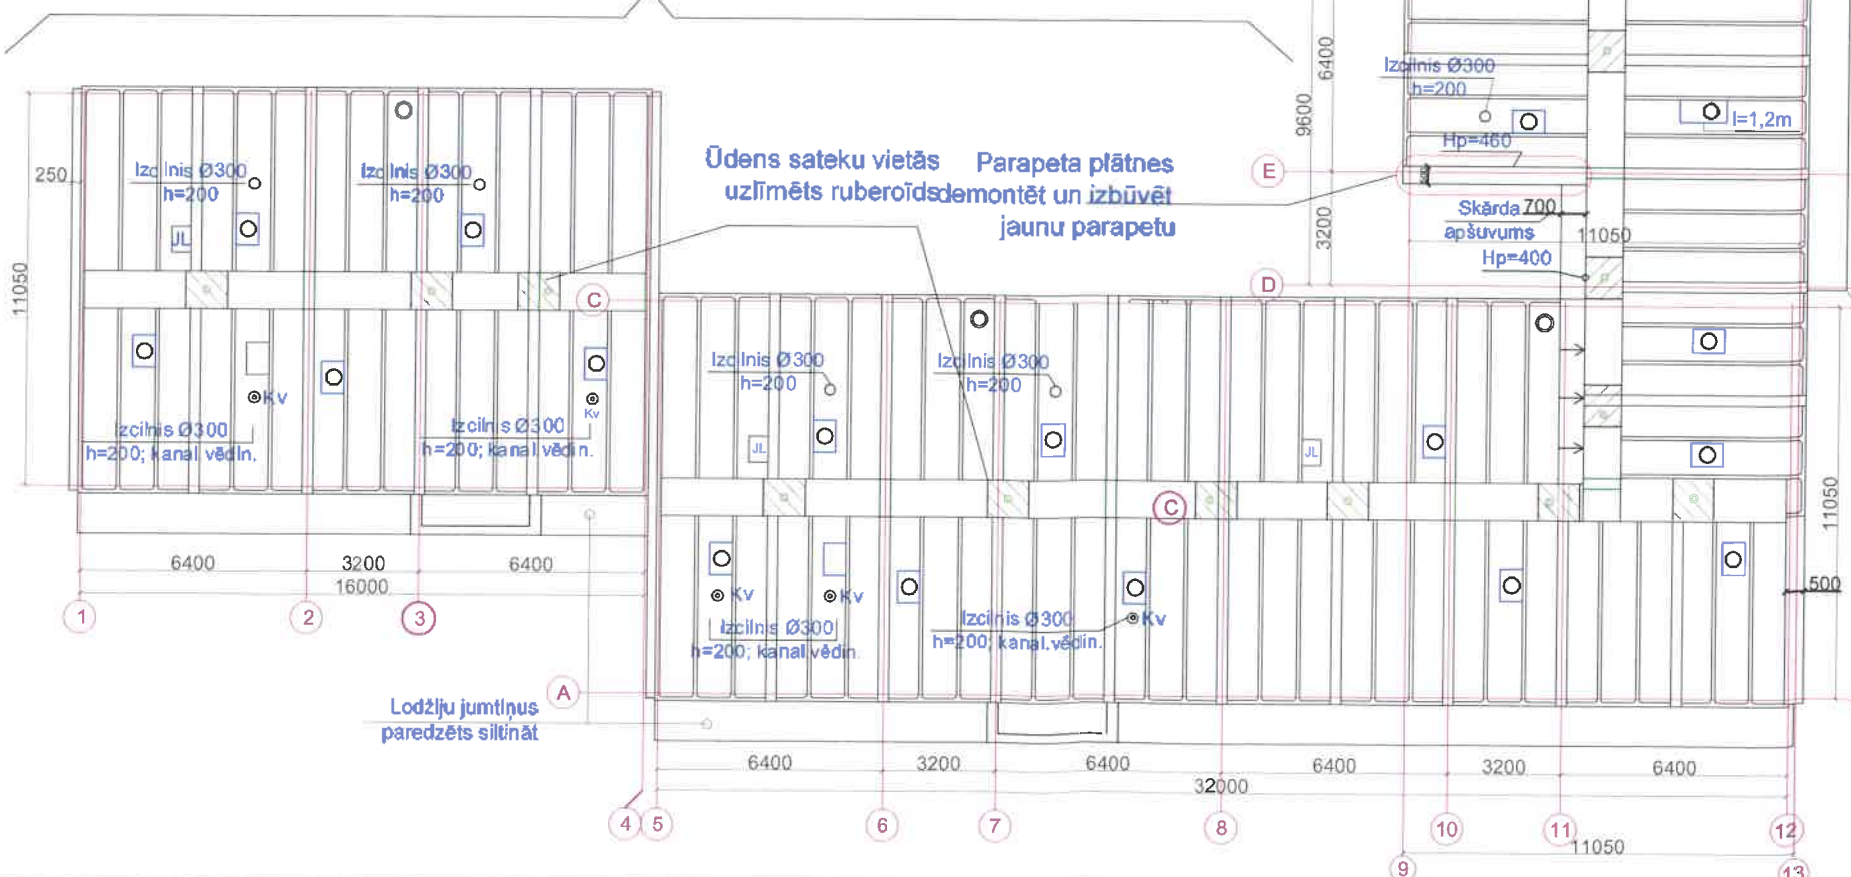 6400
9600
Izcilnis Ø300
h=200
l=1,2m
Hp=460
E
Ūdens sateku vietās
uzlīmēts ruberoīds
Parapeta plātnes
demontēt un izbūvēt
jaunu parapetu
3200
Skārda
apšuvums
700
11050
Hp=400
D
250
11050
Izcilnis Ø300
h=200
Izcilnis Ø300
h=200
JL
C
Kv
Kv
Izcilnis Ø300
h=200; kanal.vēdin.
Izcilnis Ø300
h=200; kanal.vēdin.
Izcilnis Ø300
h=200
Izcilnis Ø300
h=200
JL
JL
C
11050
6400
3200
6400
16000
1
2
3
Kv
Kv
Kv
Izcilnis Ø300
h=200; kanal.vēdin.
Izcilnis Ø300
h=200; kanal.vēdin.
500
A
Lodžiju jumtiņus
paredzēts siltināt
6400
3200
6400
6400
3200
6400
32000
4
5
6
7
8
10
11
12
11050
9
13